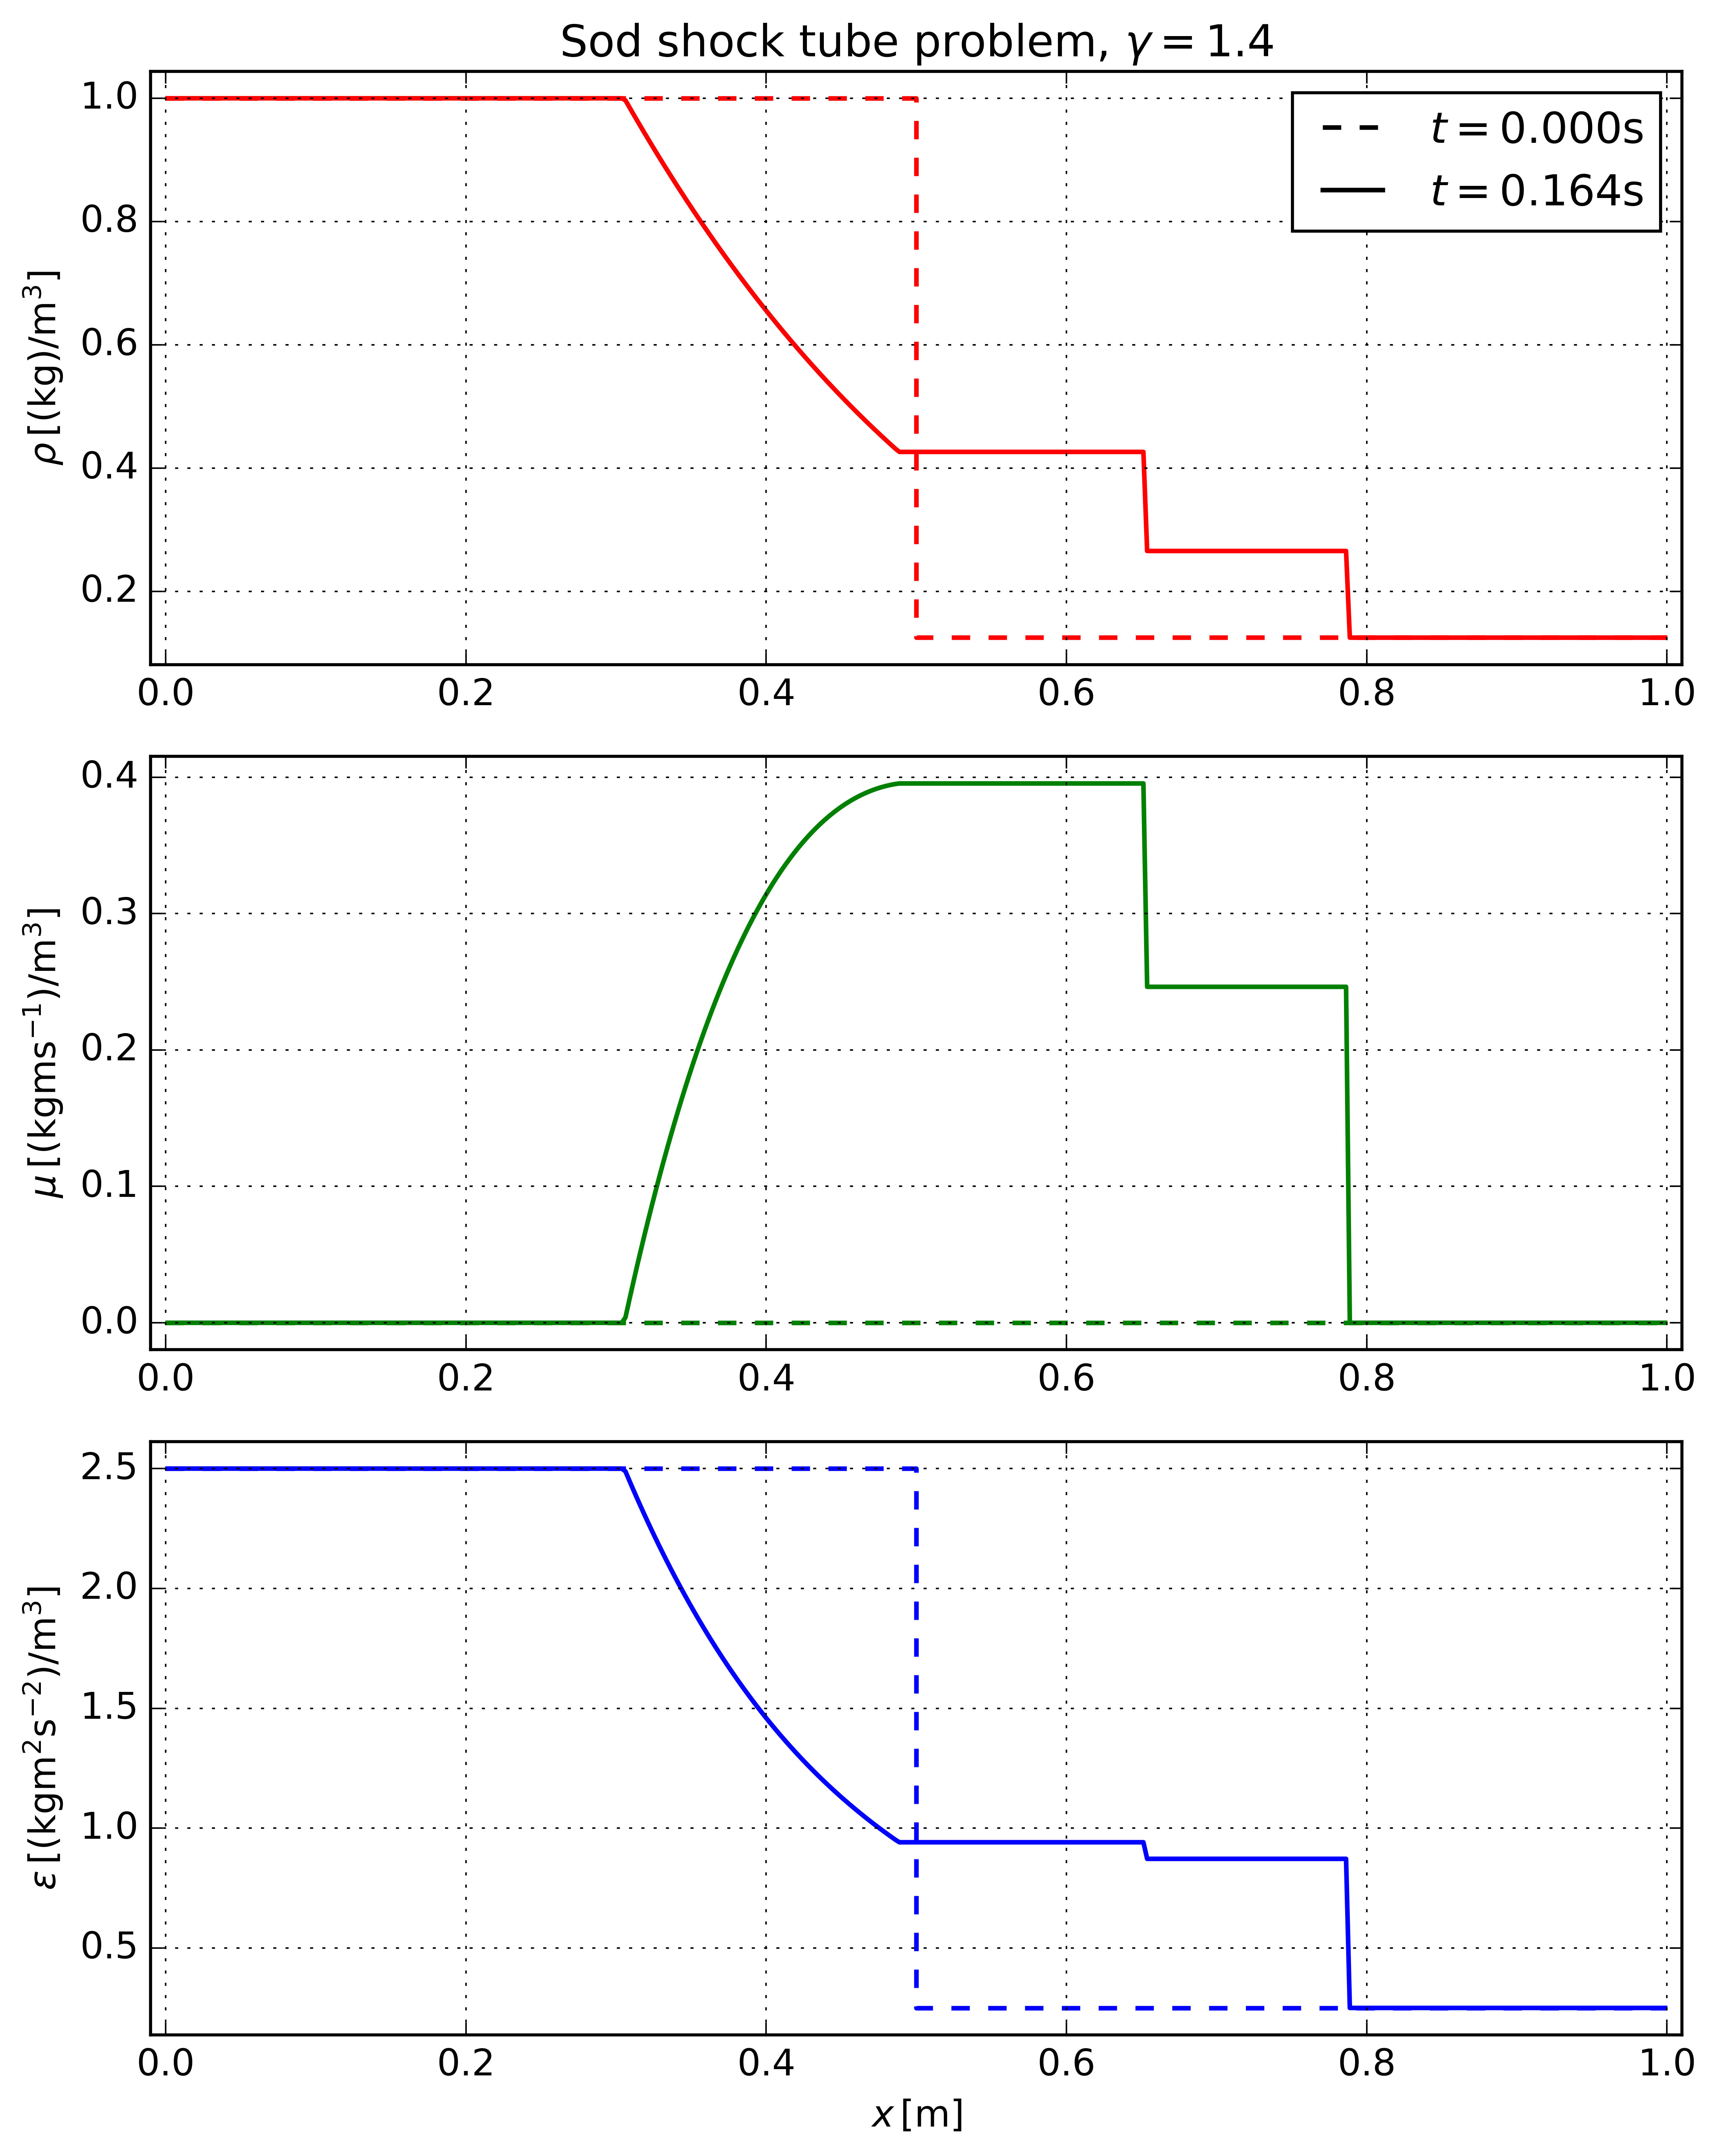 Sod shock tube problem, γ = 1.4
t = 0.000s
t = 0.164s
ρ [(kg)/m³]
1.0
0.8
0.6
0.4
0.2
0.0 0.2 0.4 0.6 0.8 1.0
μ [(kgms⁻¹)/m³]
0.4
0.3
0.2
0.1
0.0
0.0 0.2 0.4 0.6 0.8 1.0
ε [(kgm²s⁻²)/m³]
2.5
2.0
1.5
1.0
0.5
0.0 0.2 0.4 0.6 0.8 1.0
x [m]